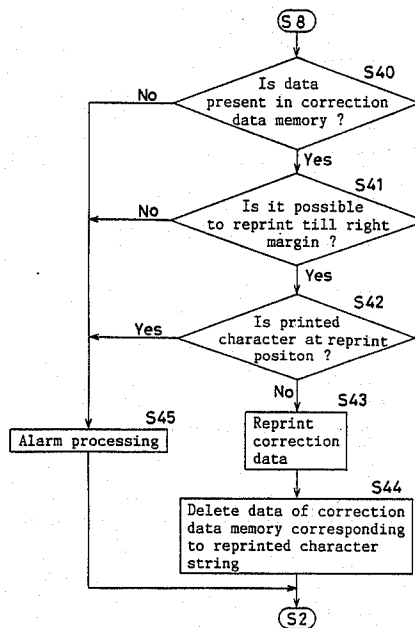 S8
S40
Is data
present in correction
data memory ?
No
Yes
S41
Is it possible
to reprint till right
margin ?
No
Yes
S42
Is printed
character at reprint
positon ?
Yes
No
S43
Reprint
correction
data
S45
Alarm processing
S44
Delete data of correction
data memory corresponding
to reprinted character
string
S2